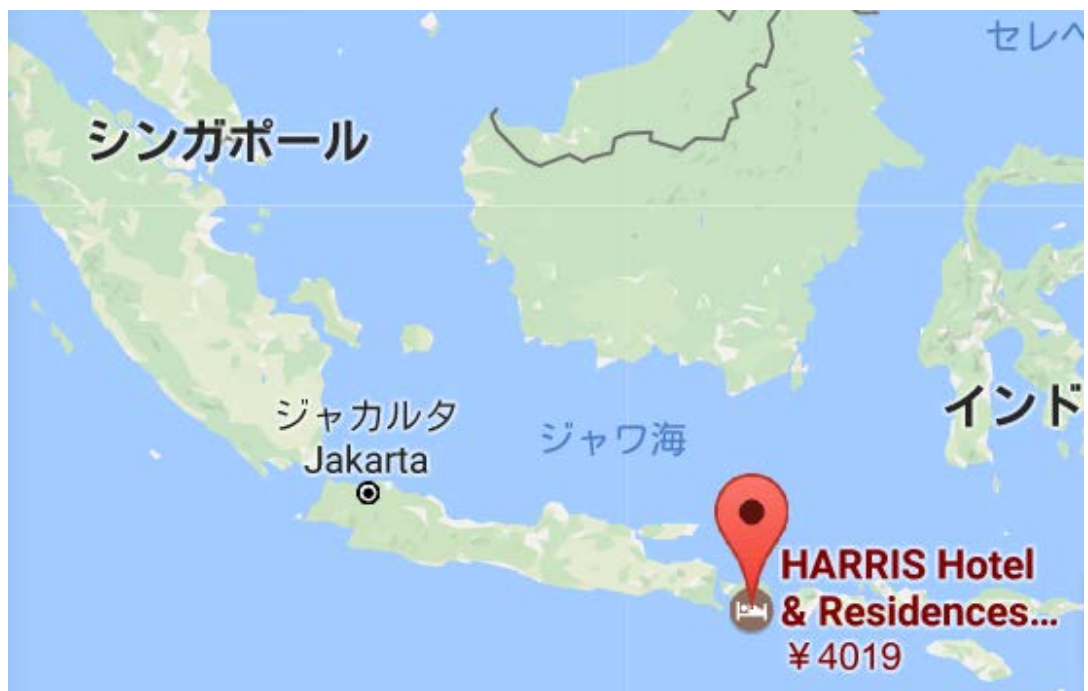 セレベ
シンガポール
ジャカルタ
Jakarta
ジャワ海
インド
HARRIS Hotel
& Residences...
¥4019